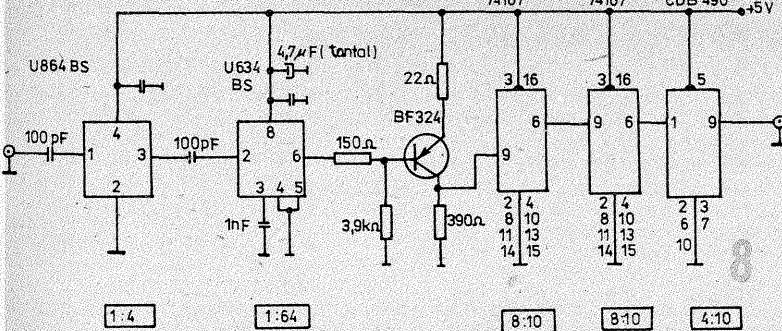 74167
74167
CDB 490
+5V
U864 BS
4,7µF (tantal)
U634
BS
22Ω
BF324
3 16
3 16
5
100pF
1
4
3
2
100pF
2
8
6
3
4
5
150Ω
9
6
9
6
1
9
1nF
3,9kΩ
390Ω
2 4
8 10
11 13
14 15
2 4
8 10
11 13
14 15
2 3
6 7
10
8
1:4
1:64
8:10
8:10
4:10